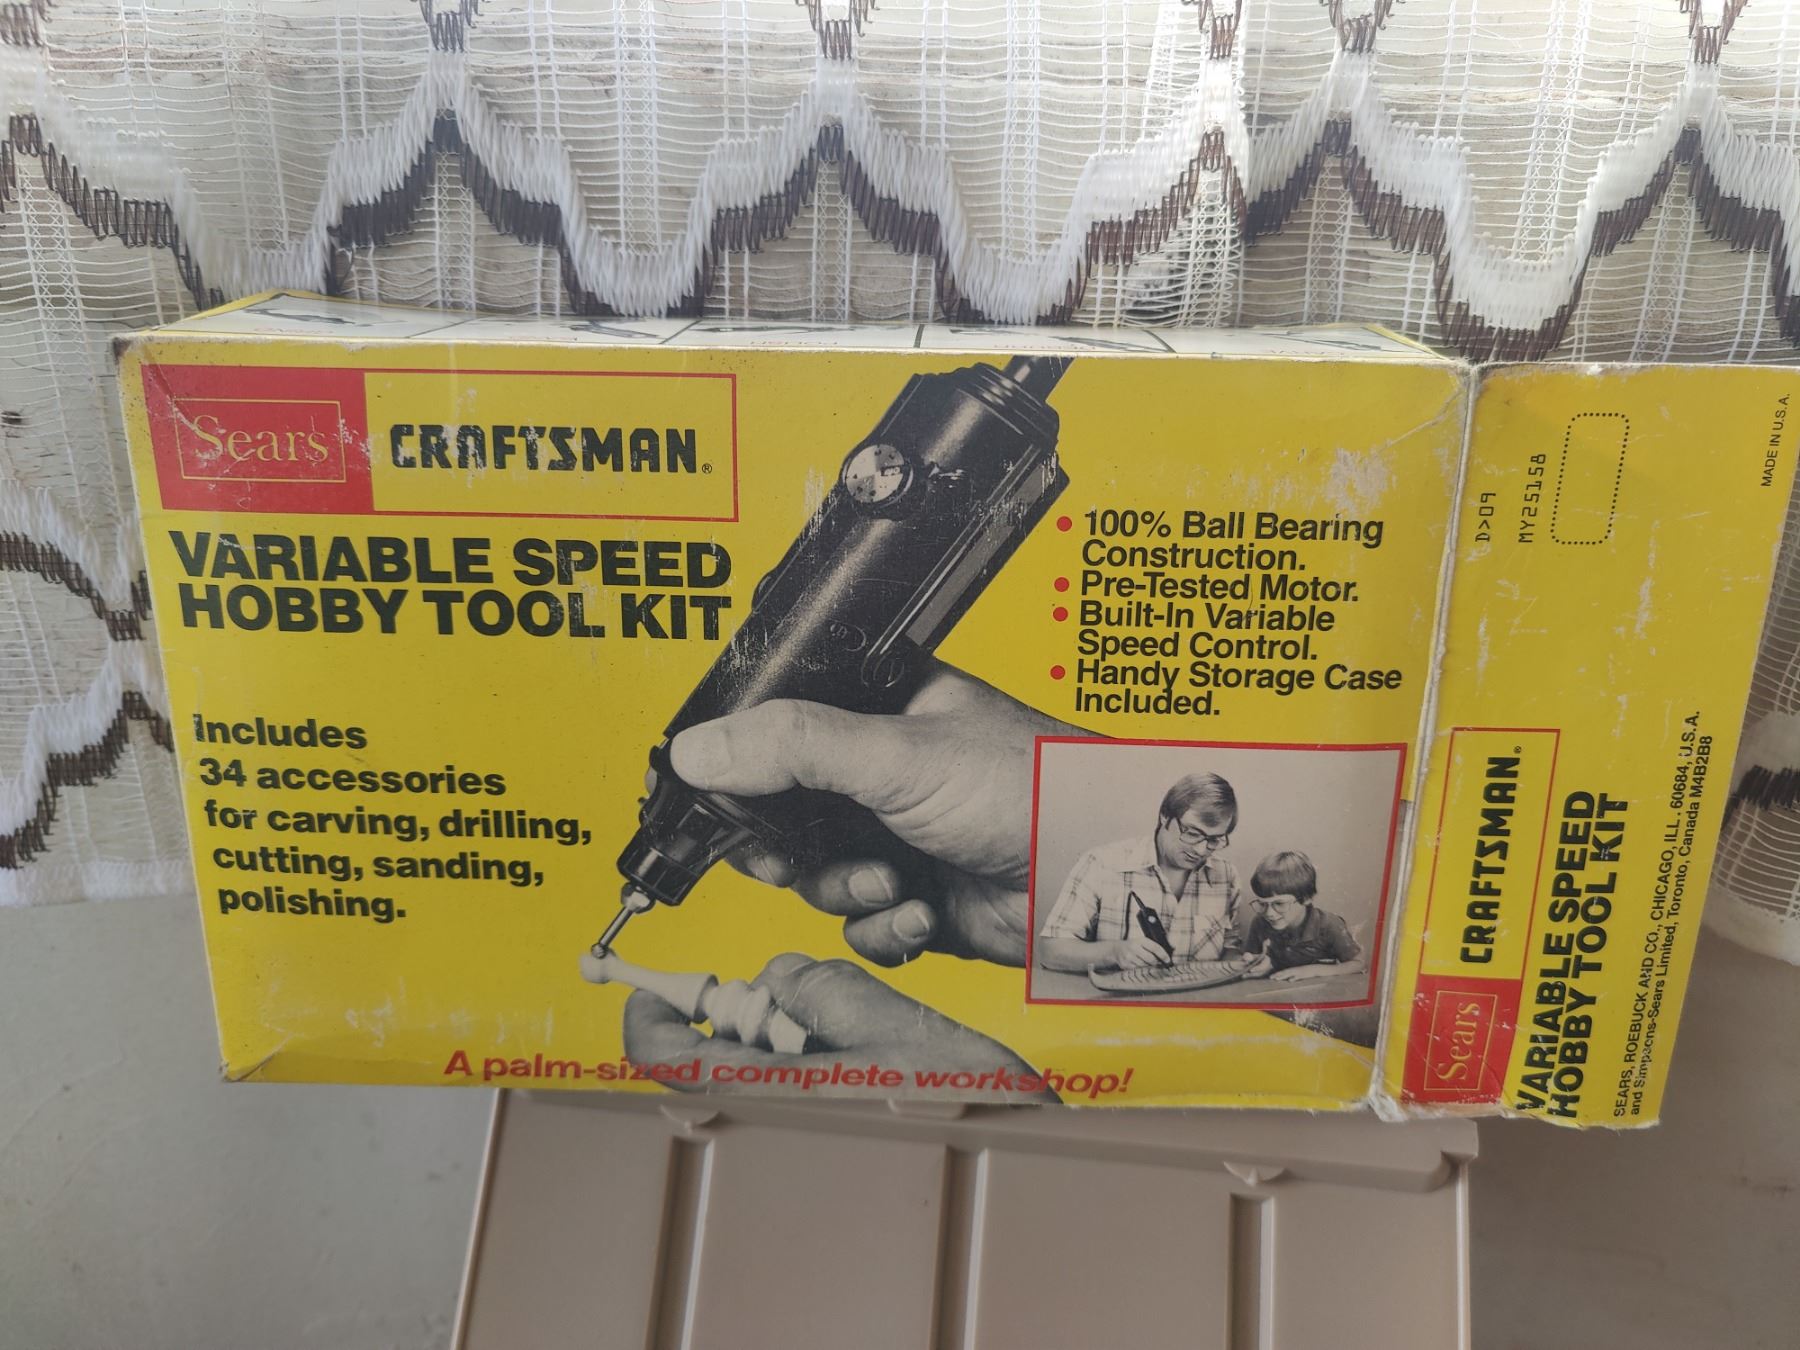 Sears
CRAFTSMAN®
VARIABLE SPEED
HOBBY TOOL KIT
Includes
34 accessories
for carving, drilling,
cutting, sanding,
polishing.
• 100% Ball Bearing
Construction.
• Pre-Tested Motor.
• Built-In Variable
Speed Control.
• Handy Storage Case
Included.
A palm-sized complete workshop!
D>09
MY25158
MADE IN U.S.A.
Sears
CRAFTSMAN®
VARIABLE SPEED
HOBBY TOOL KIT
SEARS, ROEBUCK AND CO., CHICAGO, ILL. 60684, U.S.A.
and Simpsons-Sears Limited, Toronto, Canada M4B2B8
POLISH